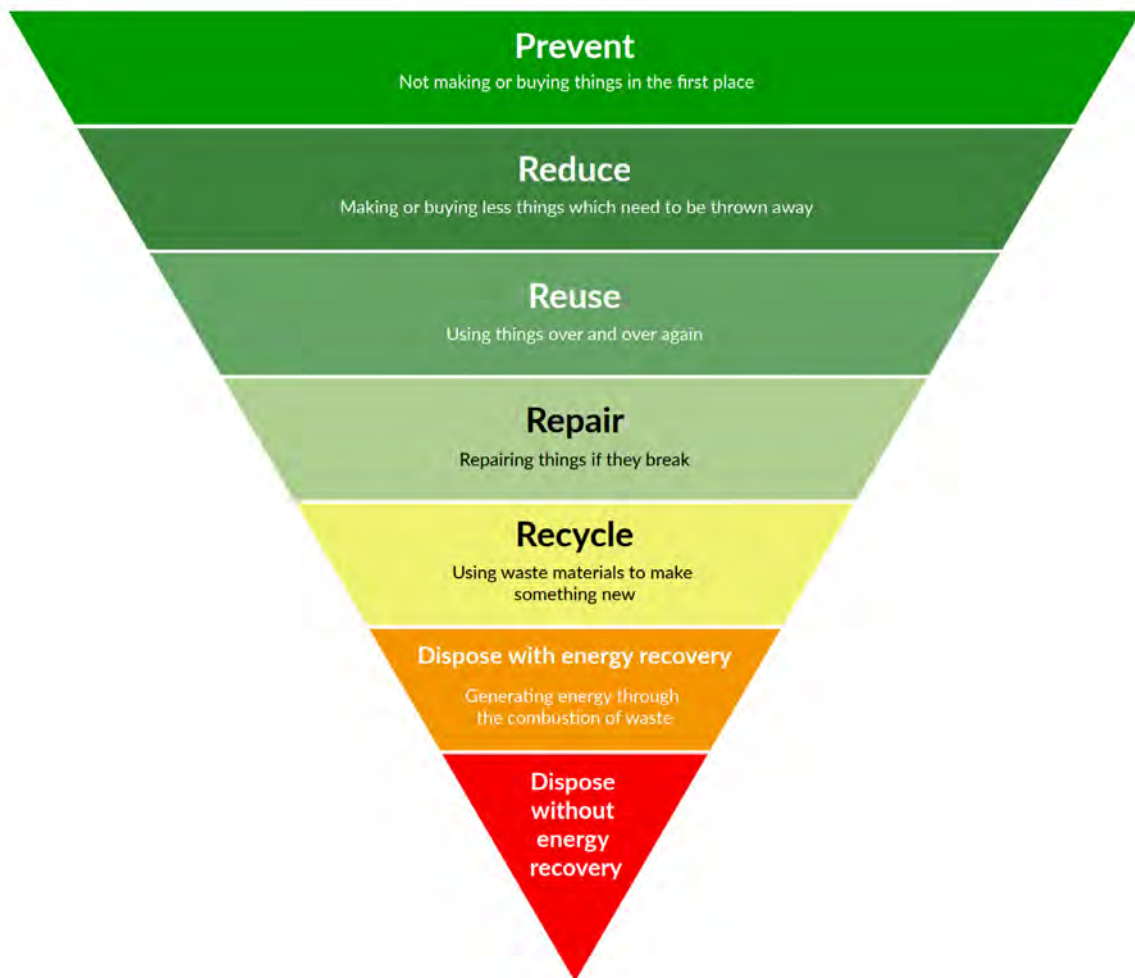 Prevent
Not making or buying things in the first place
Reduce
Making or buying less things which need to be thrown away
Reuse
Using things over and over again
Repair
Repairing things if they break
Recycle
Using waste materials to make
something new
Dispose with energy recovery
Generating energy through
the combustion of waste
Dispose
without
energy
recovery